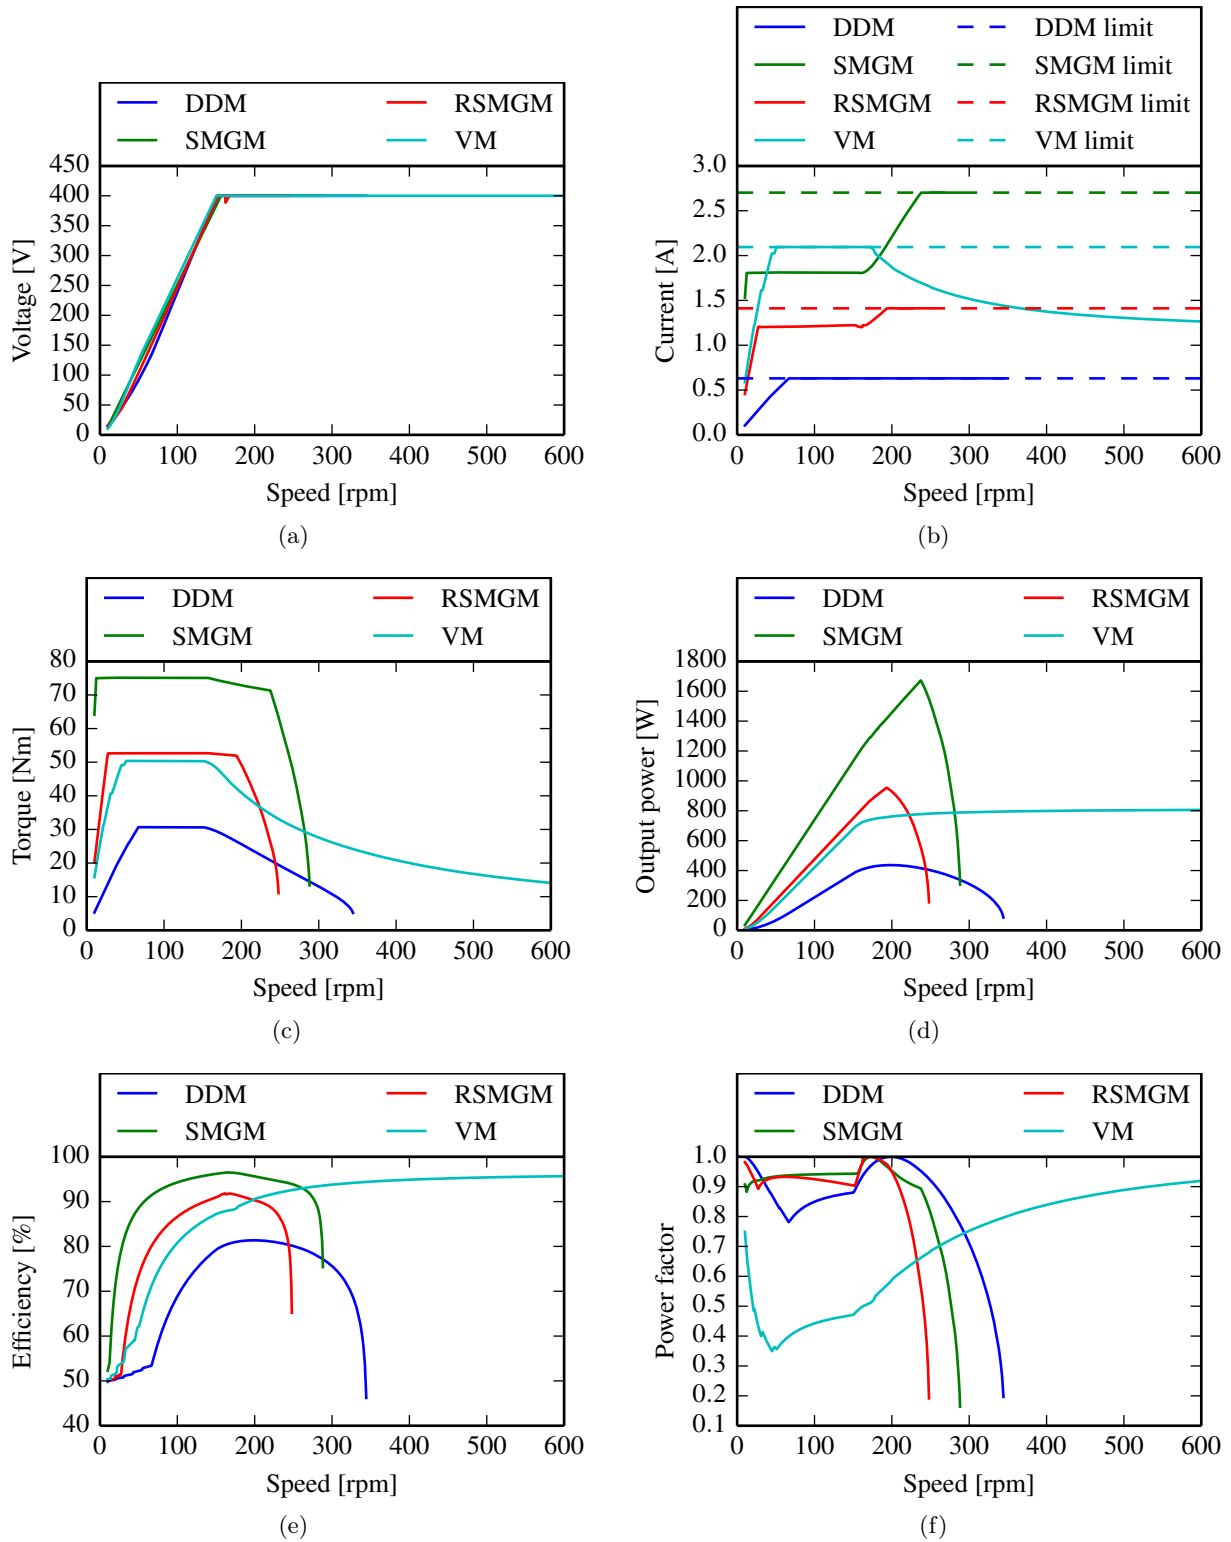 DDM
RSMGM
SMGM
VM
450
400
350
300
250
200
150
100
50
0
Voltage [V]
0 100 200 300 400 500 600
Speed [rpm]
(a)
DDM
DDM limit
SMGM
SMGM limit
RSMGM
RSMGM limit
VM
VM limit
3.0
2.5
2.0
1.5
1.0
0.5
0.0
Current [A]
0 100 200 300 400 500 600
Speed [rpm]
(b)
DDM
RSMGM
SMGM
VM
80
70
60
50
40
30
20
10
0
Torque [Nm]
0 100 200 300 400 500 600
Speed [rpm]
(c)
DDM
RSMGM
SMGM
VM
1800
1600
1400
1200
1000
800
600
400
200
0
Output power [W]
0 100 200 300 400 500 600
Speed [rpm]
(d)
DDM
RSMGM
SMGM
VM
100
90
80
70
60
50
40
Efficiency [%]
0 100 200 300 400 500 600
Speed [rpm]
(e)
DDM
RSMGM
SMGM
VM
1.0
0.9
0.8
0.7
0.6
0.5
0.4
0.3
0.2
0.1
Power factor
0 100 200 300 400 500 600
Speed [rpm]
(f)